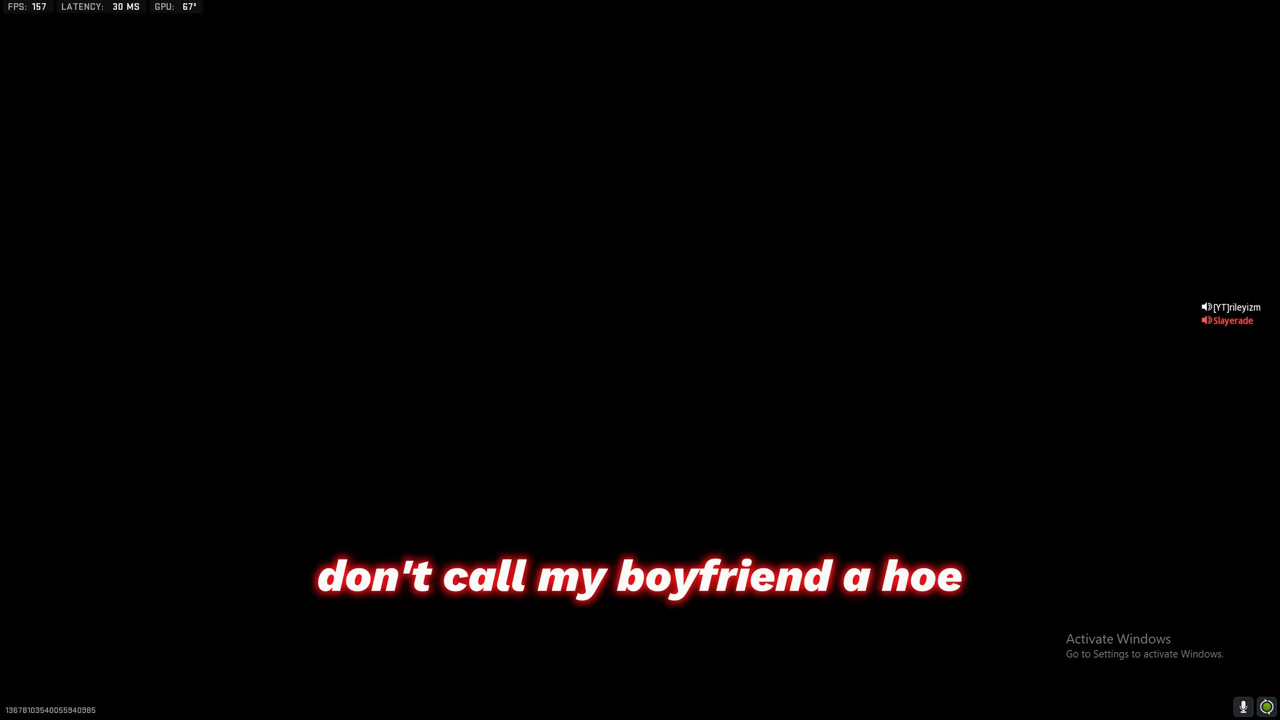 FPS: 157 LATENCY: 30 MS GPU: 67°
[YT]rileyizm
Slayerade
don't call my boyfriend a hoe
Activate Windows
Go to Settings to activate Windows.
13678103540055940985